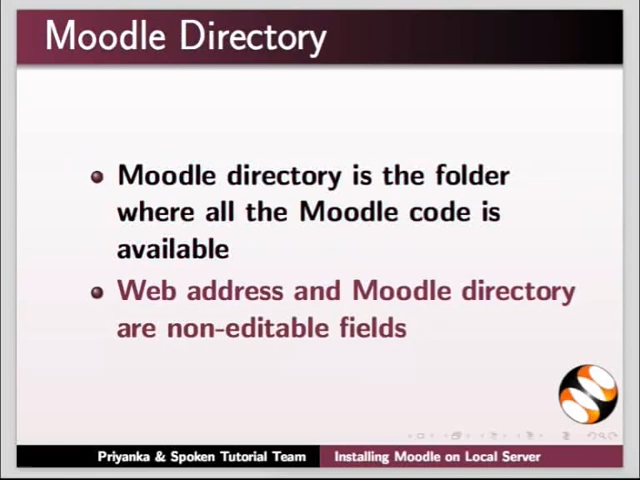 Moodle Directory
Moodle directory is the folder
where all the Moodle code is
available
Web address and Moodle directory
are non-editable fields
Priyanka & Spoken Tutorial Team Installing Moodle on Local Server